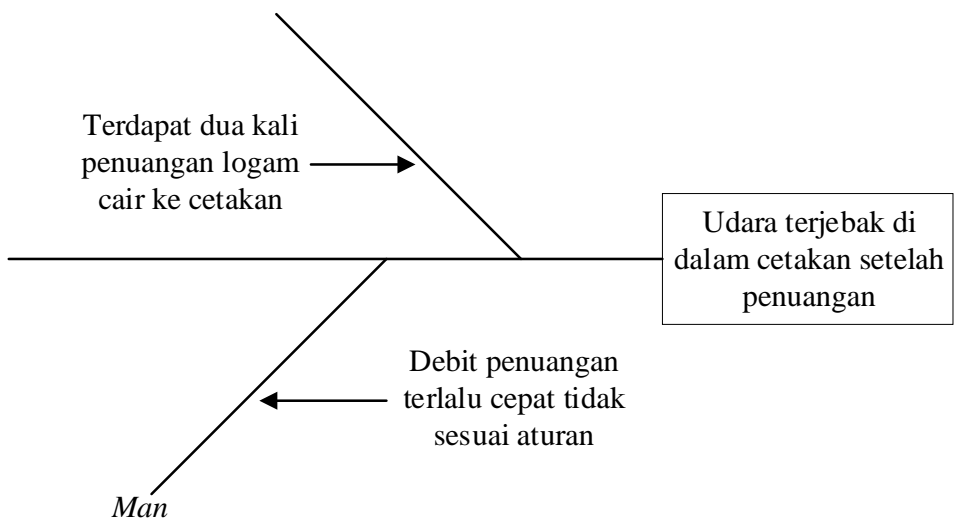 Terdapat dua kali
penuangan logam
cair ke cetakan
Udara terjebak di
dalam cetakan setelah
penuangan
Debit penuangan
terlalu cepat tidak
sesuai aturan
Man